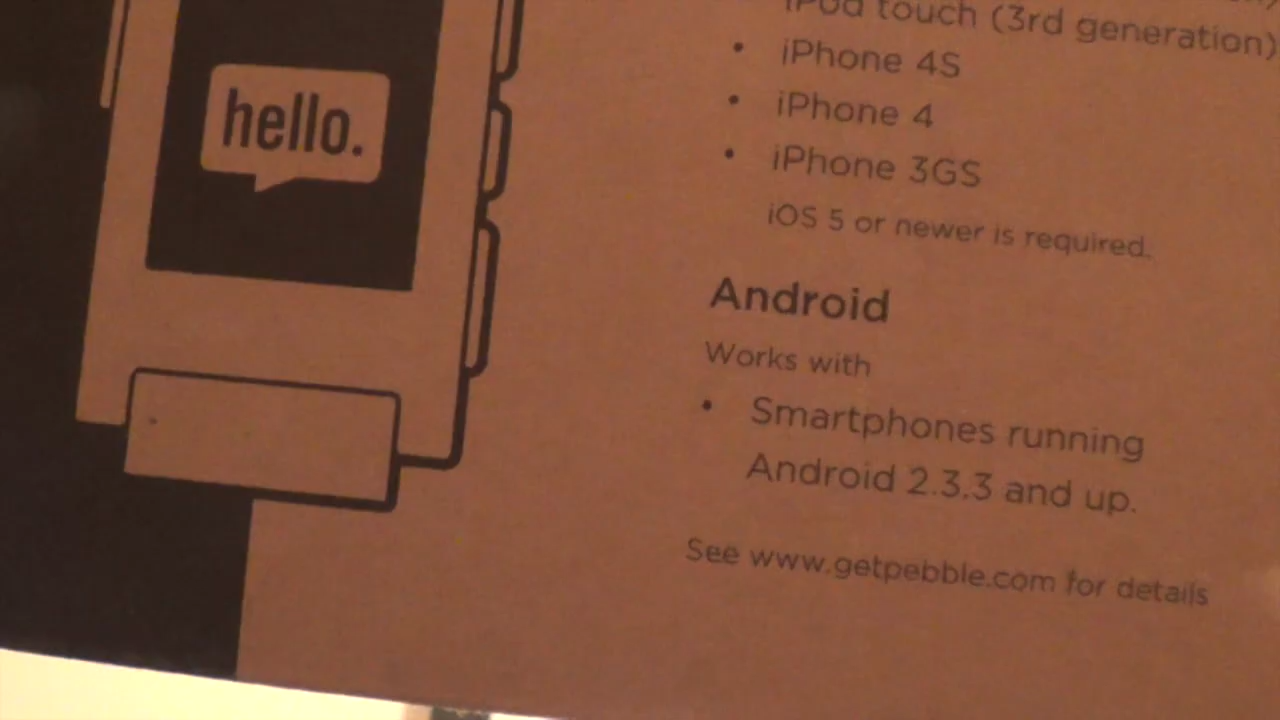 hello.
iPod touch (3rd generation)
• iPhone 4S
• iPhone 4
• iPhone 3GS
iOS 5 or newer is required.
Android
Works with
• Smartphones running
Android 2.3.3 and up.
See www.getpebble.com for details